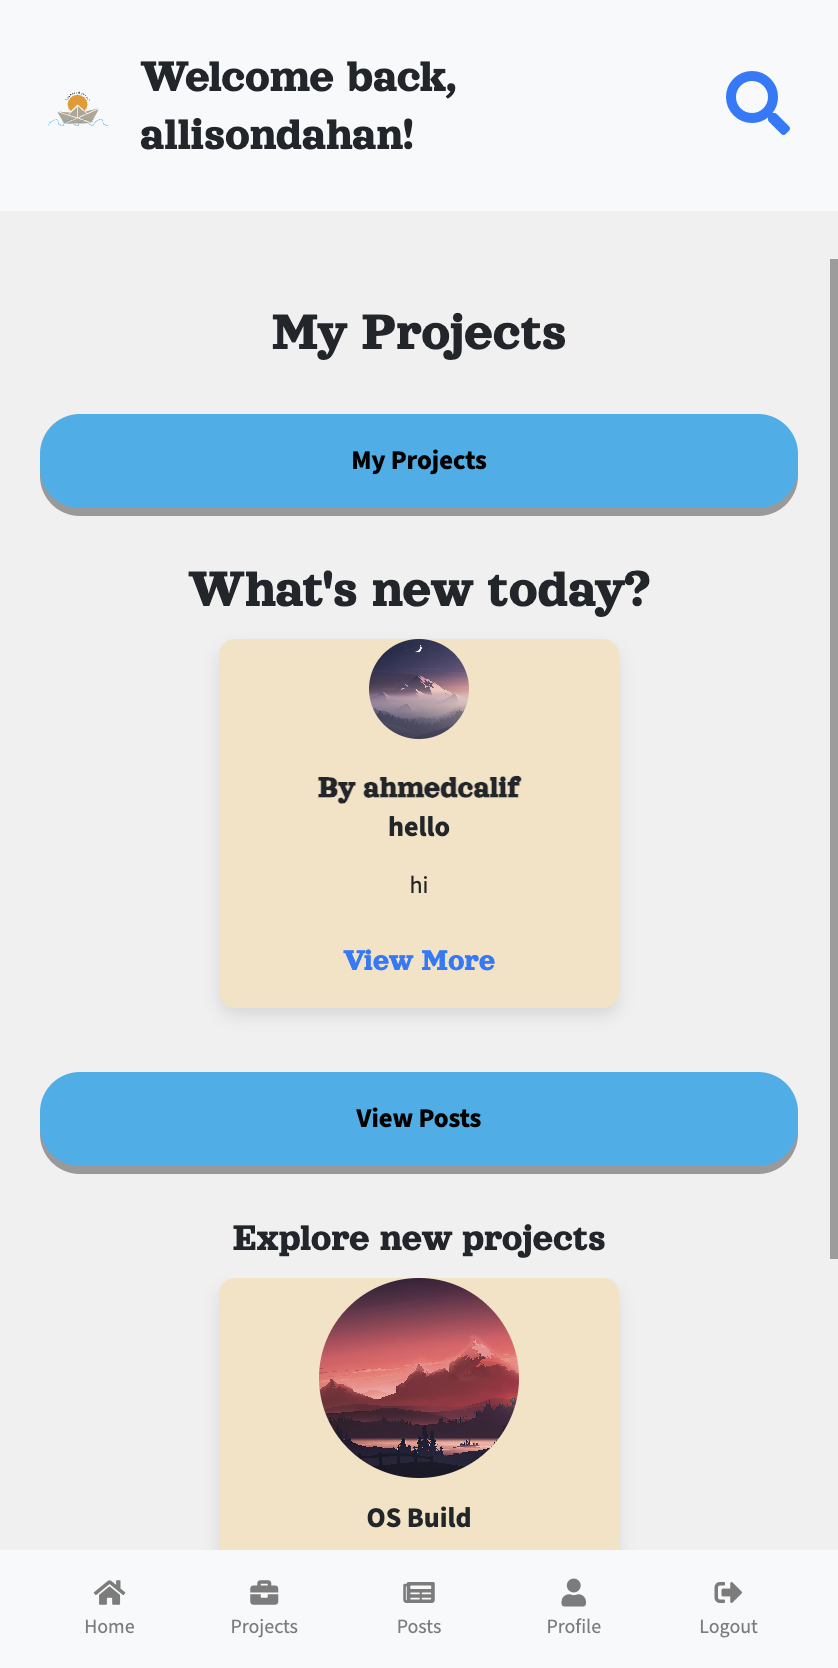 Welcome back,
allisondahan!
My Projects
My Projects
What's new today?
By ahmedcalif
hello
hi
View More
View Posts
Explore new projects
OS Build
Home
Projects
Posts
Profile
Logout